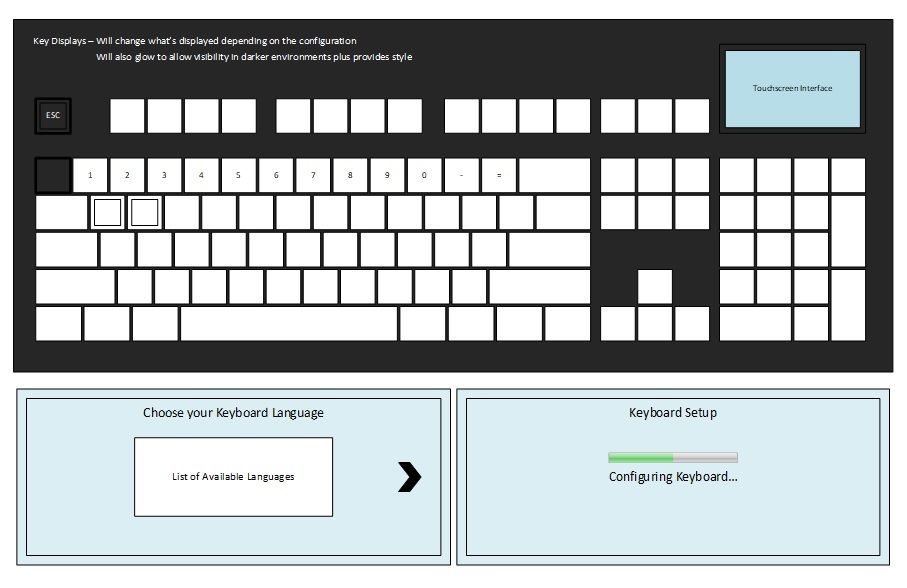 Key Displays – Will change what's displayed depending on the configuration
Will also glow to allow visibility in darker environments plus provides style
Touchscreen Interface
ESC
1 2 3 4 5 6 7 8 9 0 - =
Choose your Keyboard Language
List of Available Languages
Keyboard Setup
Configuring Keyboard...